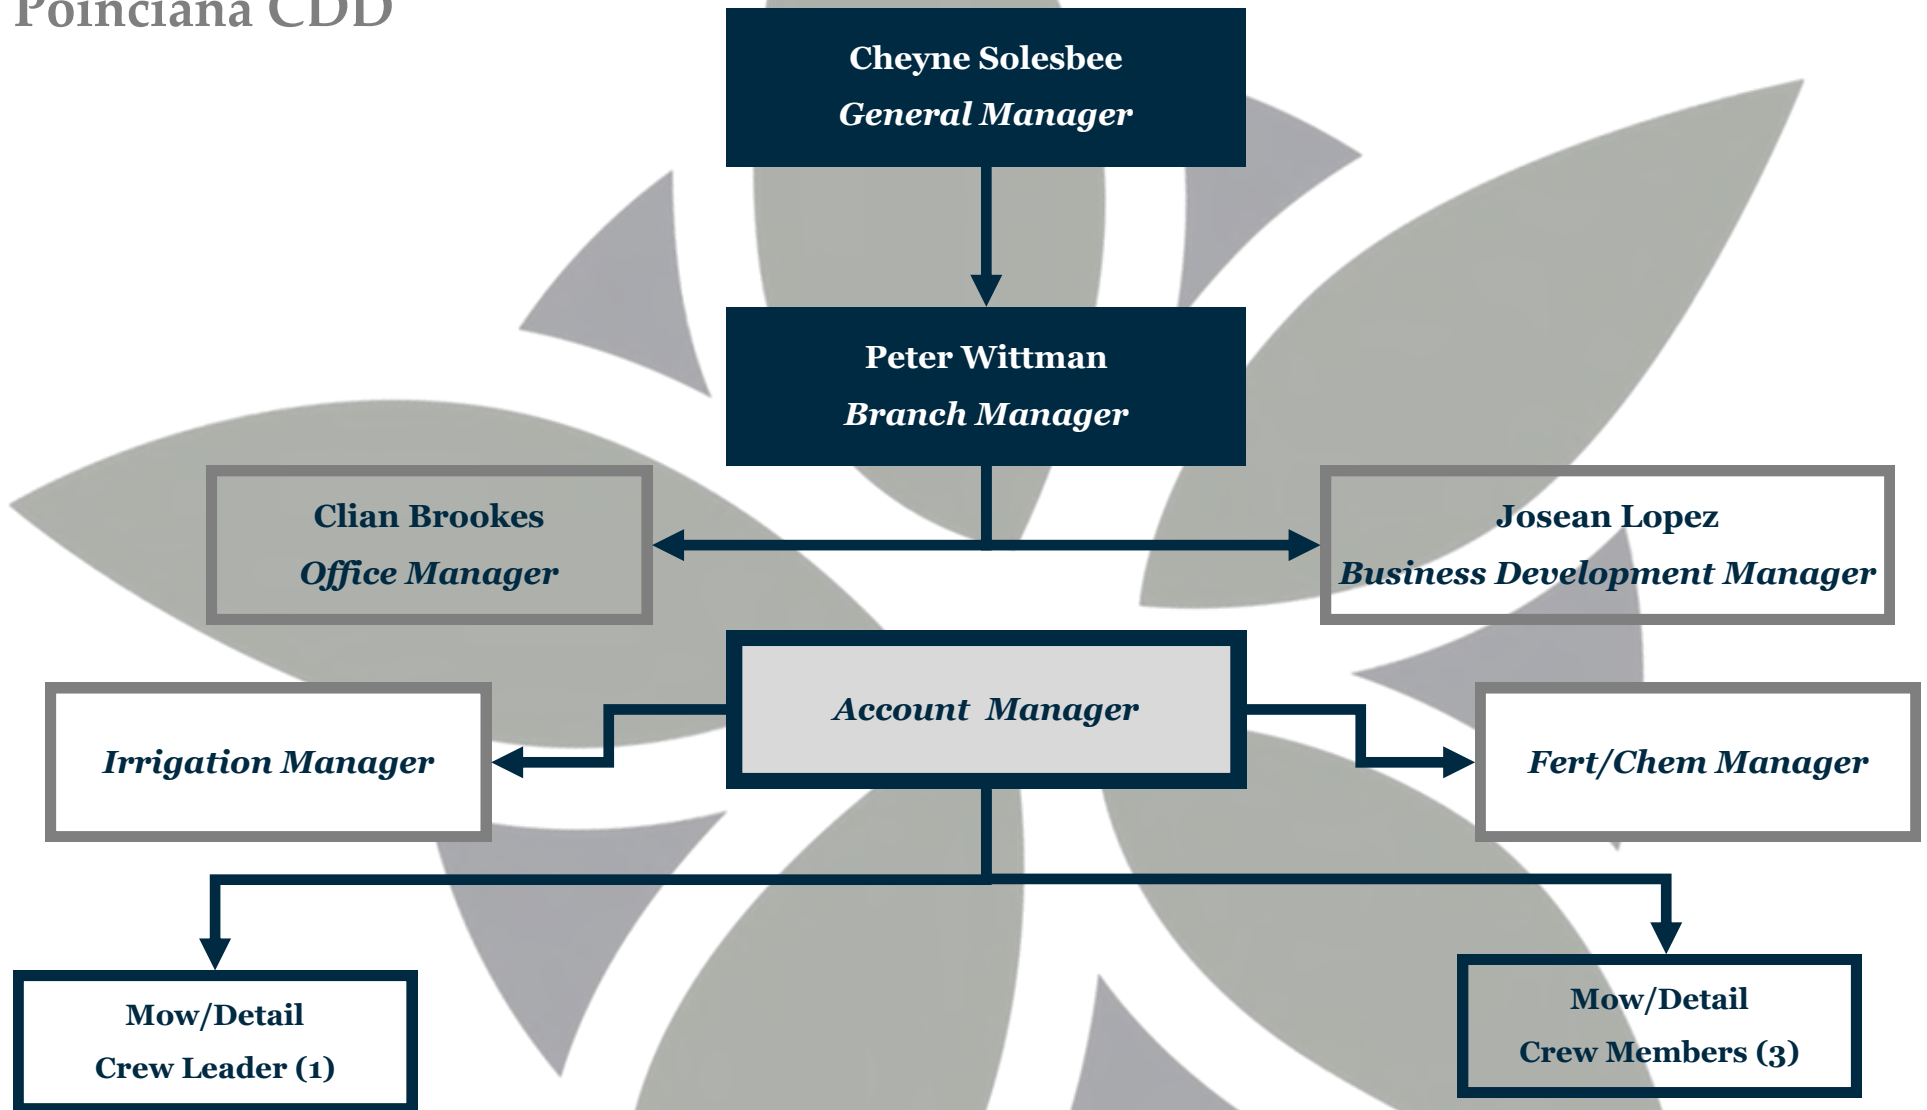 Poinciana CDD
Cheyne Solesbee
General Manager
Peter Wittman
Branch Manager
Clian Brookes
Office Manager
Josean Lopez
Business Development Manager
Account  Manager
Irrigation Manager
Fert/Chem Manager
Mow/Detail
Crew Leader (1)
Mow/Detail
Crew Members (3)